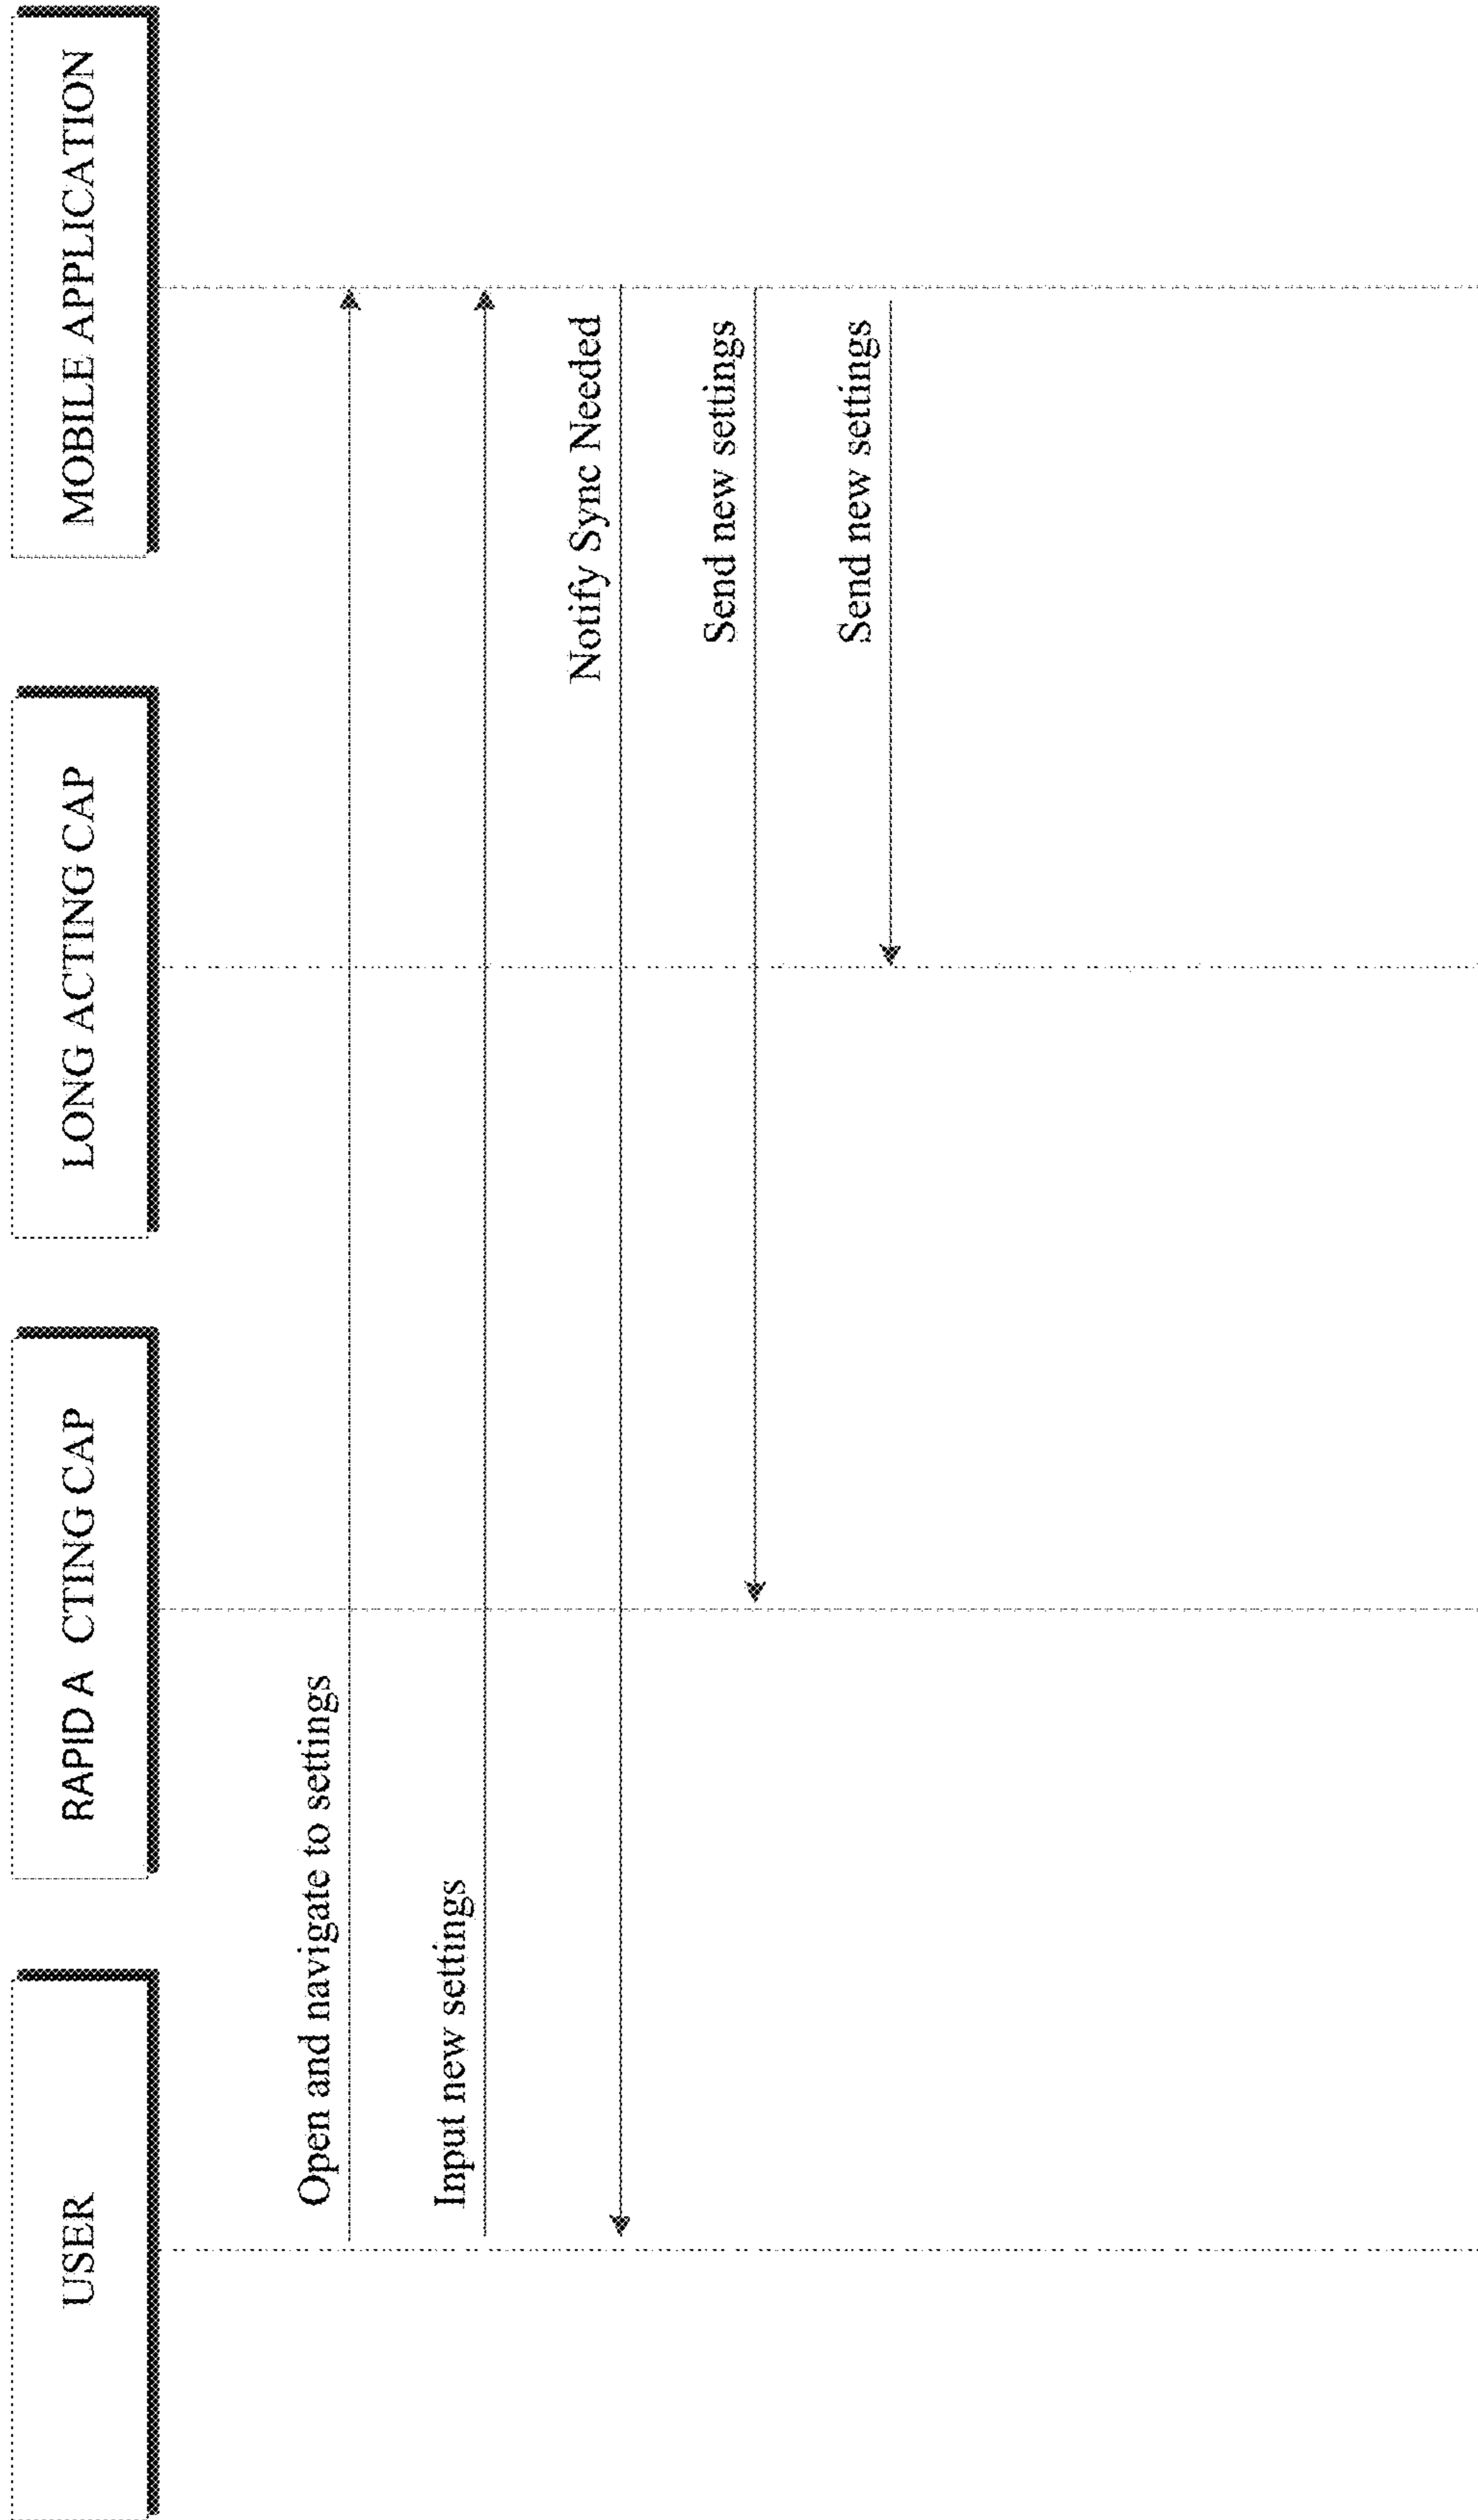 USER
RAPID A CTING CAP
LONG ACTING CAP
MOBILE APPLICATION
Open and navigate to settings
Input new settings
Notify Sync Needed
Send new settings
Send new settings